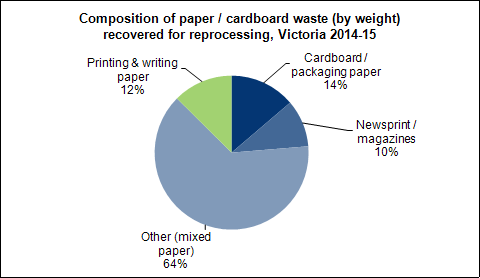 Composition of paper / cardboard waste (by weight)
recovered for reprocessing, Victoria 2014-15
Printing & writing
paper
12%
Cardboard /
packaging paper
14%
Newsprint /
magazines
10%
Other (mixed
paper)
64%